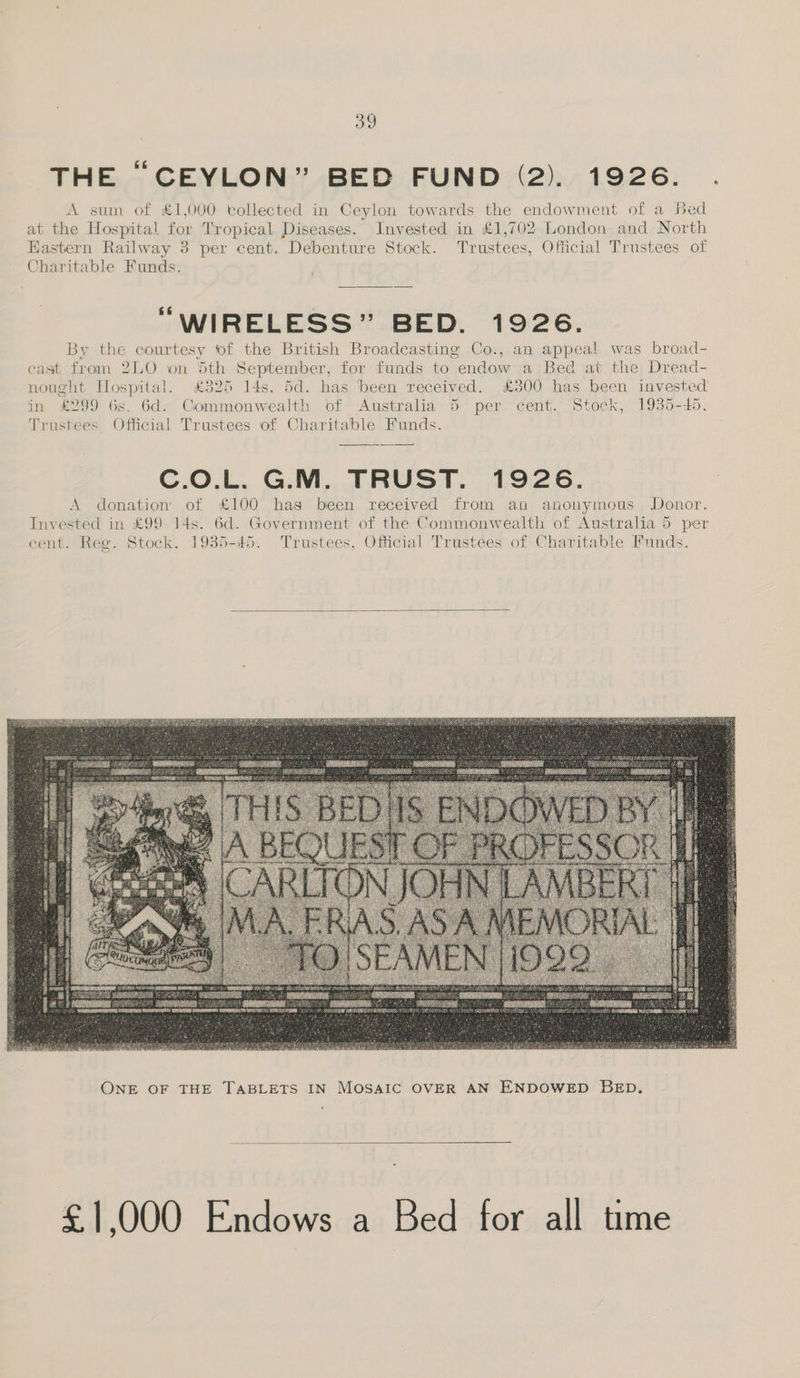 39
THE “CEYLON” BED FUND (2). 1926.
A sum of £1,000 collected in Ceylon towards the endowment of a Bed
at the Hospital for Tropical Diseases. Invested in £1,702 London and North
Eastern Railway 3 per cent. Debenture Stock. Trustees, Official Trustees of
Charitable Funds.
“WIRELESS” BED. 1926.
By the courtesy of the British Broadcasting Co., an appeal was broad-
cast from 2LO on 5th September, for funds to endow a Bed at the Dread-
nought Hospital. £325 14s. 5d. has been received. £300 has been invested
in £299 6s. 6d. Commonwealth of Australia 5 per cent. Stock, 1935-45.
Trustees Official Trustees of Charitable Funds.
C.O.L. G.M. TRUST. 1926.
A donation of £100 has been received from an anonymous Donor.
Invested in £99 14s. 6d. Government of the Commonwealth of Australia 5 per
cent. Reg. Stock. 1935-45. Trustees, Official Trustees of Charitable Funds.
THIS BED IS ENDOWED BY
A BEQUEST OF PROFESSOR
CARLTON JOHN LAMBERT
M.A. F.R.A.S. AS A MEMORIAL
TO SEAMEN 1922
ONE OF THE TABLETS IN MOSAIC OVER AN ENDOWED BED.
£1,000 Endows a Bed for all time